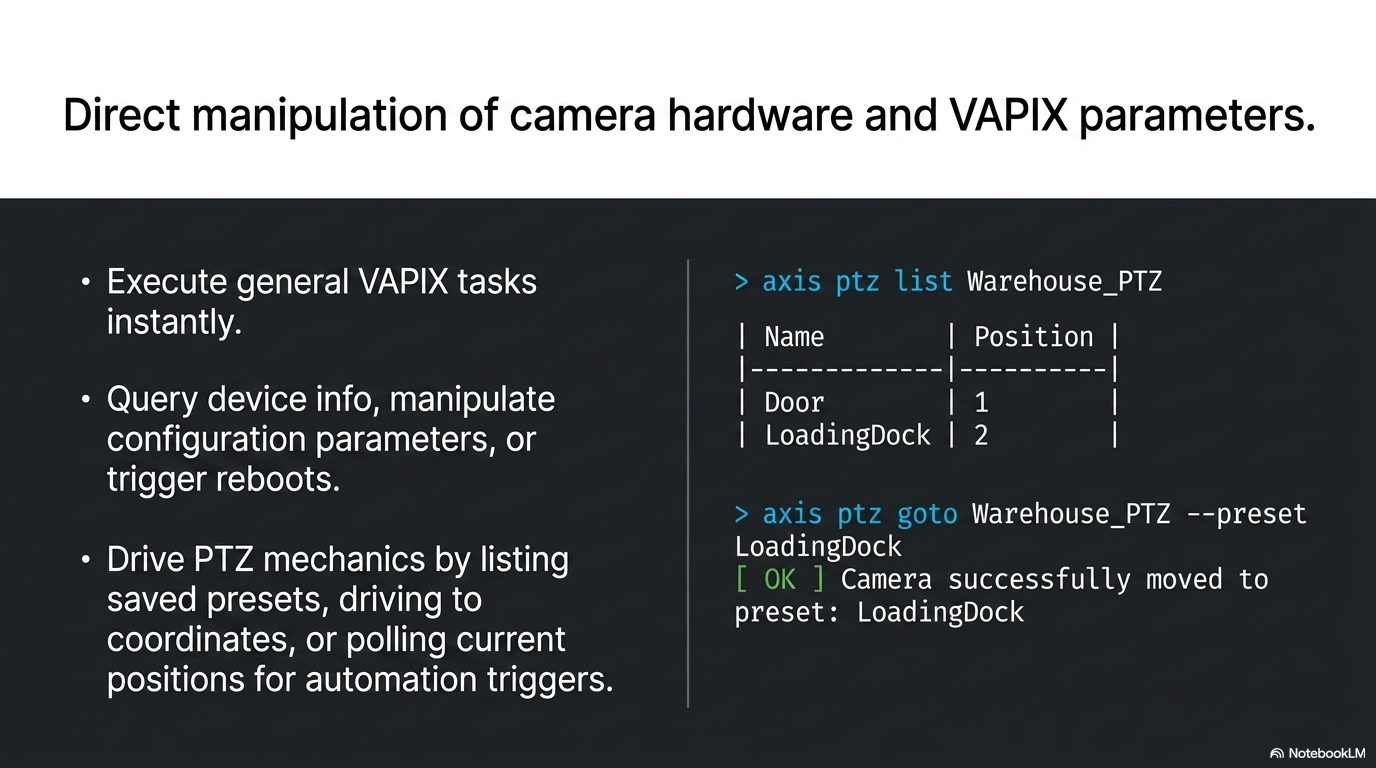 Direct manipulation of camera hardware and VAPIX parameters.
• Execute general VAPIX tasks
instantly.
• Query device info, manipulate
configuration parameters, or
trigger reboots.
• Drive PTZ mechanics by listing
saved presets, driving to
coordinates, or polling current
positions for automation triggers.
> axis ptz list Warehouse_PTZ
| Name        | Position |
|-------------|----------|
| Door        | 1        |
| LoadingDock | 2        |
> axis ptz goto Warehouse_PTZ --preset
LoadingDock
[ OK ] Camera successfully moved to
preset: LoadingDock
NotebookLM